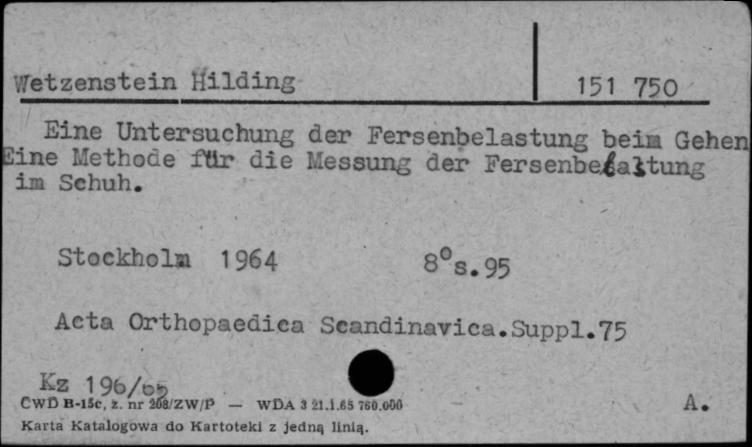 Wetzenstein Hilding 151 750
Eine Untersuchung der Fersenbelastung beim Gehen
Eine Methode für die Messung der Fersenbelastung
im Schuh.
Stockholm 1964 8° s.95
Acta Orthopaedica Scandinavica.Suppl.75
Kz 196/65
CWD B-15c, z. nr 208/ZW/P — WDA 3 21.1.65 760.000 A.
Karta Katalogowa do Kartoteki z jedną linią.